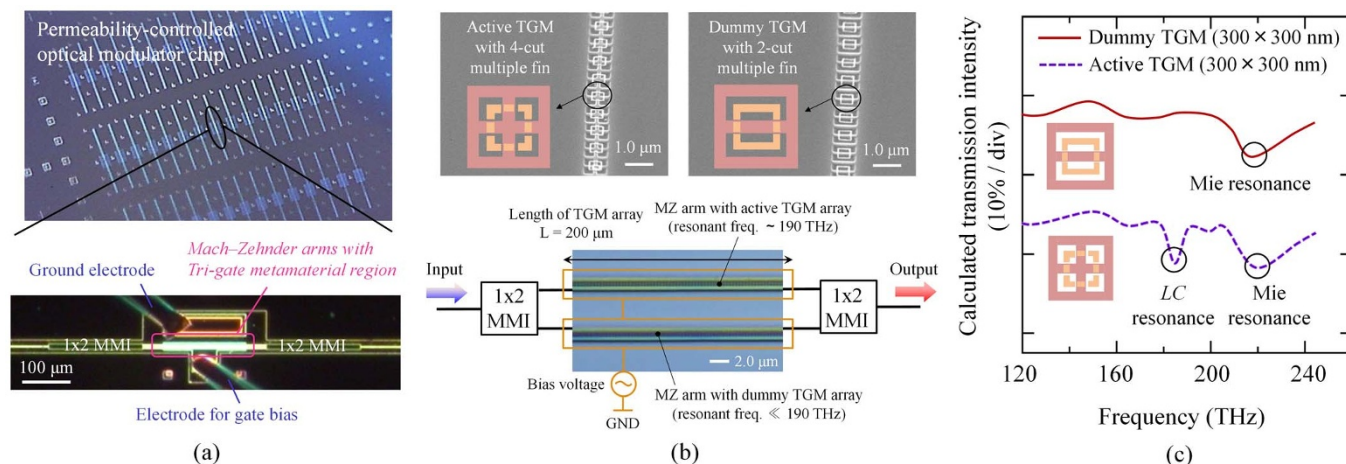 Permeability-controlled
optical modulator chip
Mach–Zehnder arms with
Tri-gate metamaterial region
Ground electrode
1x2 MMI
1x2 MMI
100 μm
Electrode for gate bias
(a)
Active TGM
with 4-cut
multiple fin
1.0 μm
Dummy TGM
with 2-cut
multiple fin
1.0 μm
Length of TGM array
L = 200 μm
MZ arm with active TGM array
(resonant freq. ~ 190 THz)
Input
1x2
MMI
Output
1x2
MMI
2.0 μm
Bias voltage
GND
MZ arm with dummy TGM array
(resonant freq. ≪ 190 THz)
(b)
Calculated transmission intensity
(10% / div)
Dummy TGM (300 × 300 nm)
Active TGM (300 × 300 nm)
Mie resonance
LC
resonance
Mie
resonance
120 160 200 240
Frequency (THz)
(c)